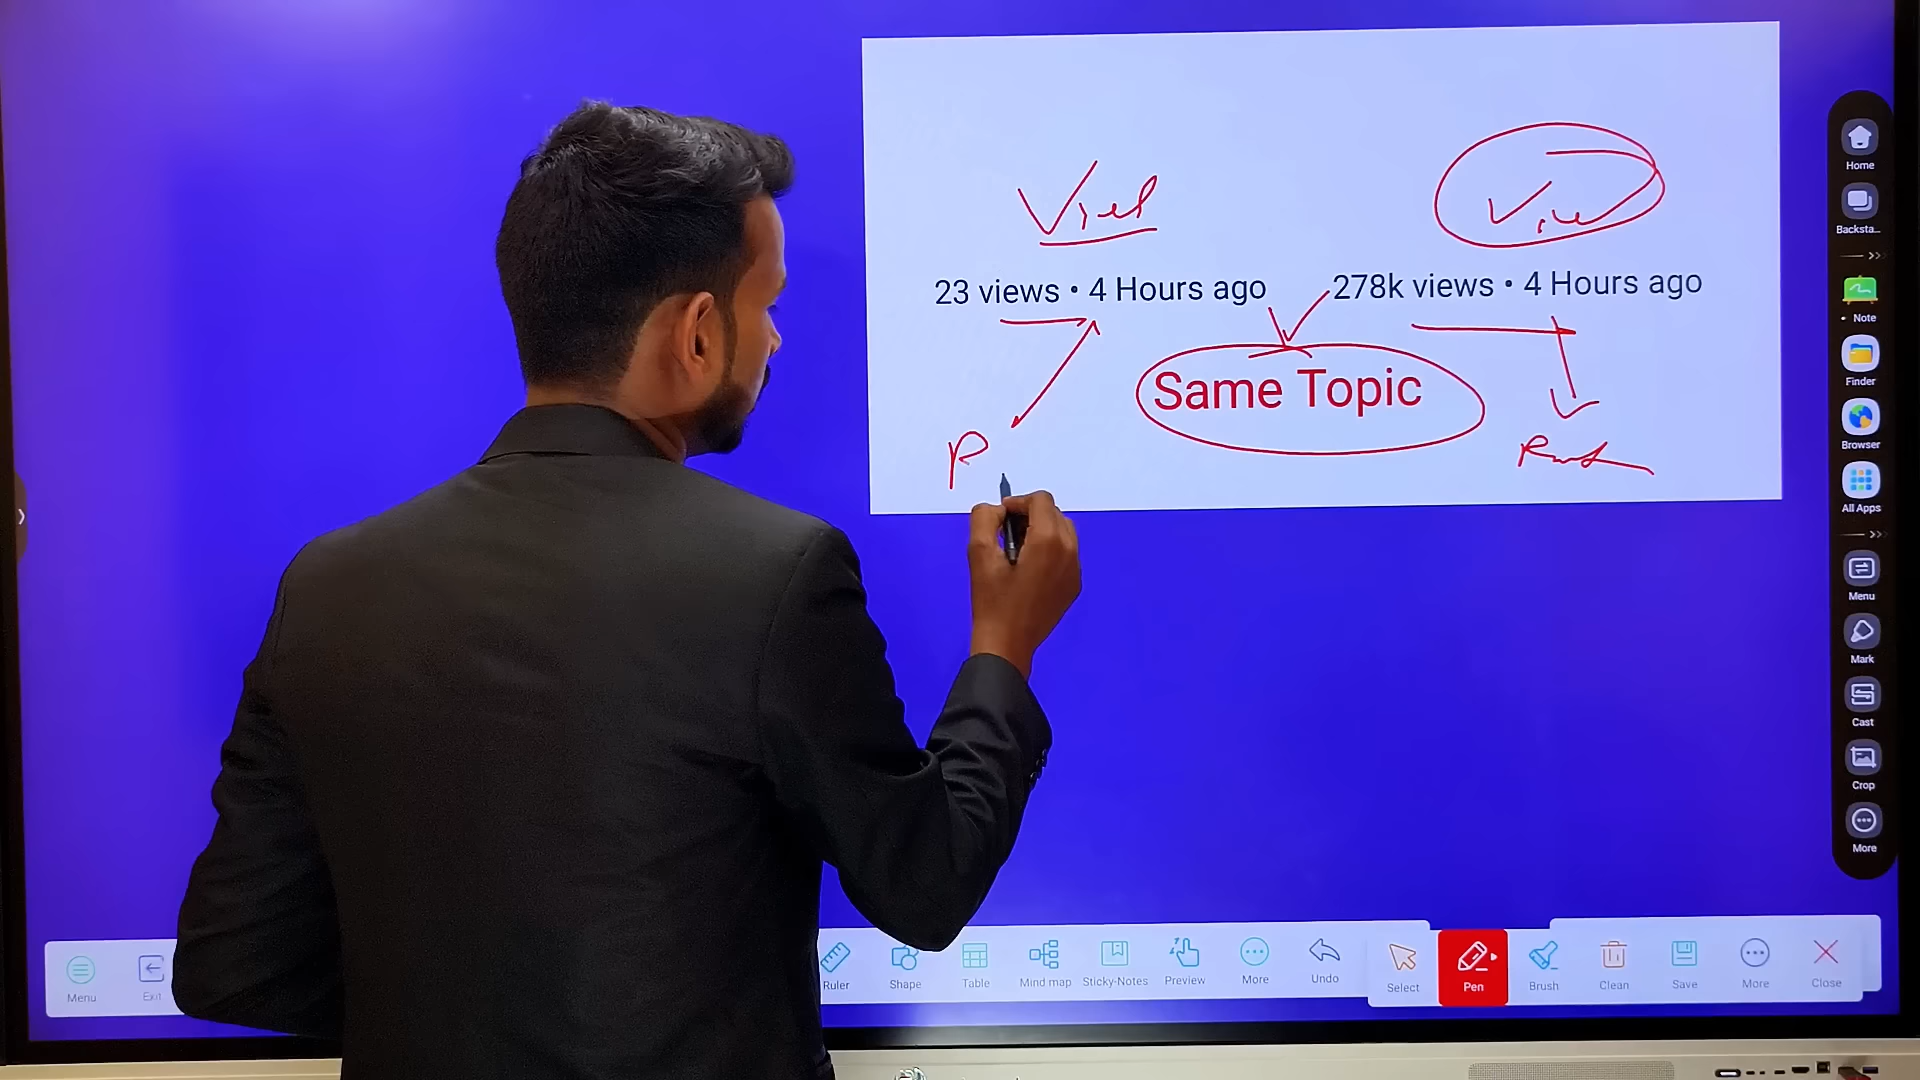 View
View
23 views • 4 Hours ago
278k views • 4 Hours ago
Same Topic
R
Home
Backsta...
Note
Finder
Browser
All Apps
Menu
Mark
Cast
Crop
More
Menu
Exit
Ruler
Shape
Table
Mind map
Sticky-Notes
Preview
More
Undo
Select
Pen
Brush
Clean
Save
More
Close